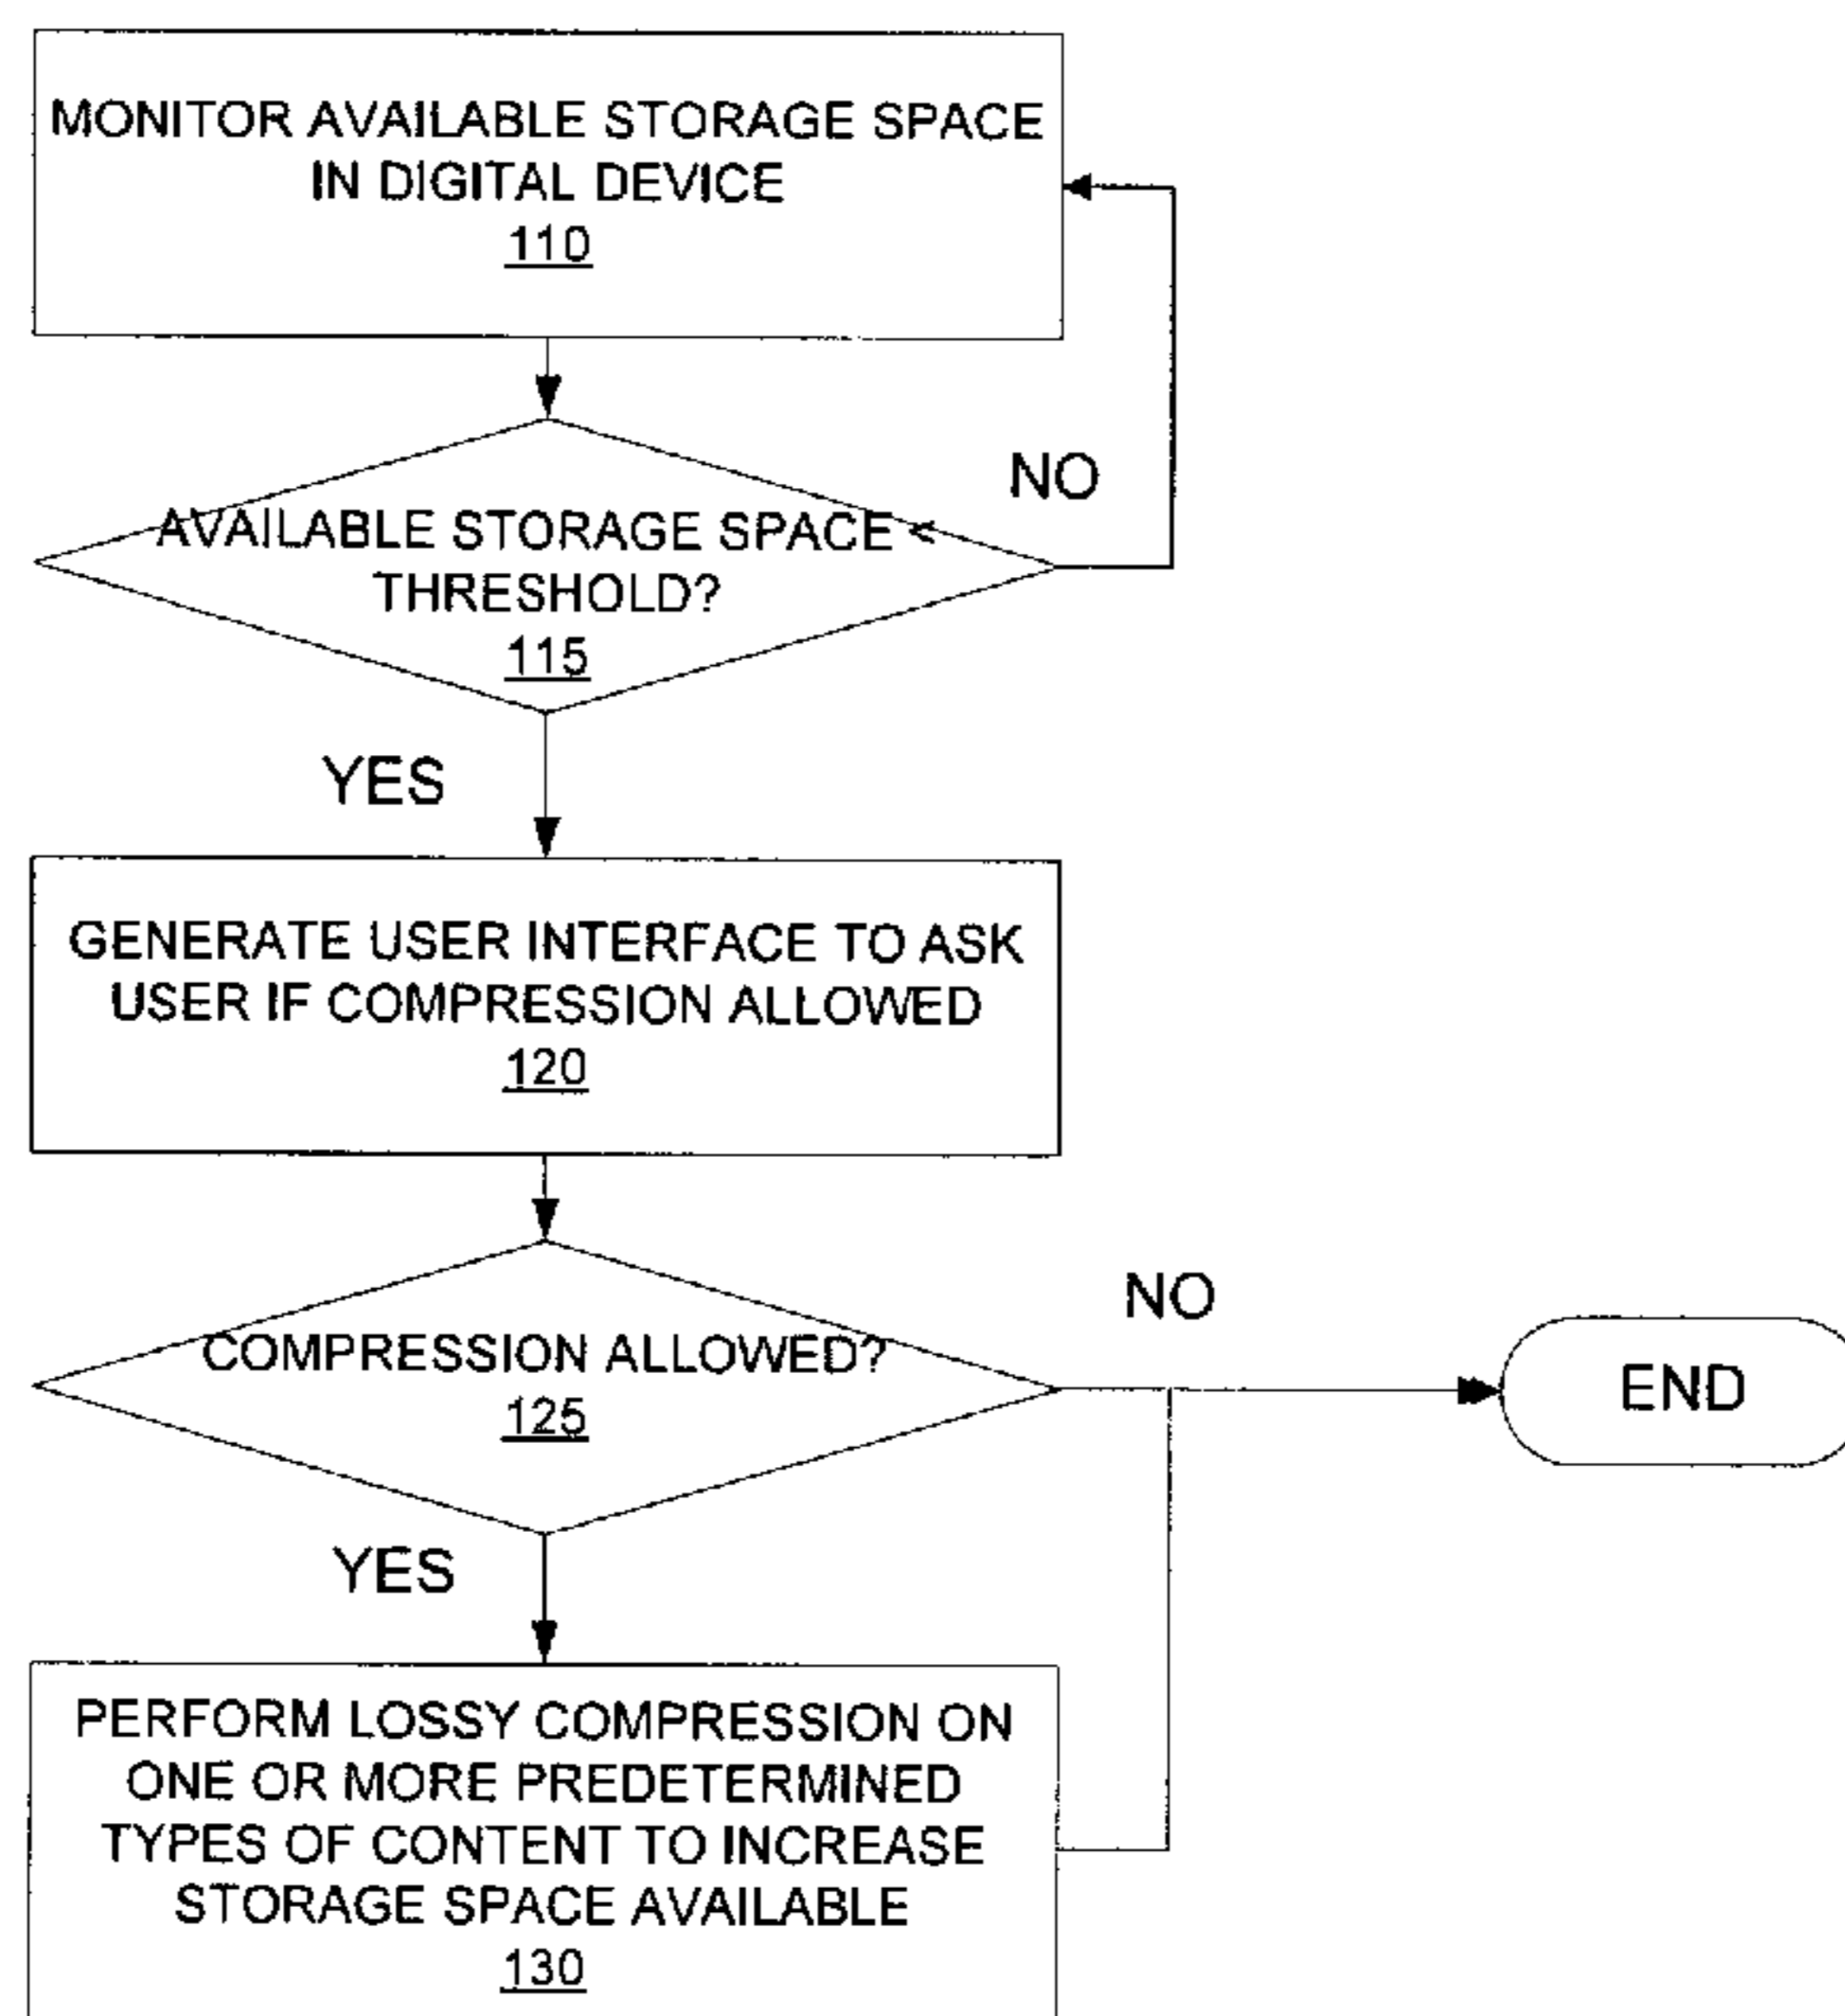 MONITOR AVAILABLE STORAGE SPACE
IN DIGITAL DEVICE
110
NO
AVAILABLE STORAGE SPACE <
THRESHOLD?
115
YES
GENERATE USER INTERFACE TO ASK
USER IF COMPRESSION ALLOWED
120
NO
COMPRESSION ALLOWED?
125
END
YES
PERFORM LOSSY COMPRESSION ON
ONE OR MORE PREDETERMINED
TYPES OF CONTENT TO INCREASE
STORAGE SPACE AVAILABLE
130